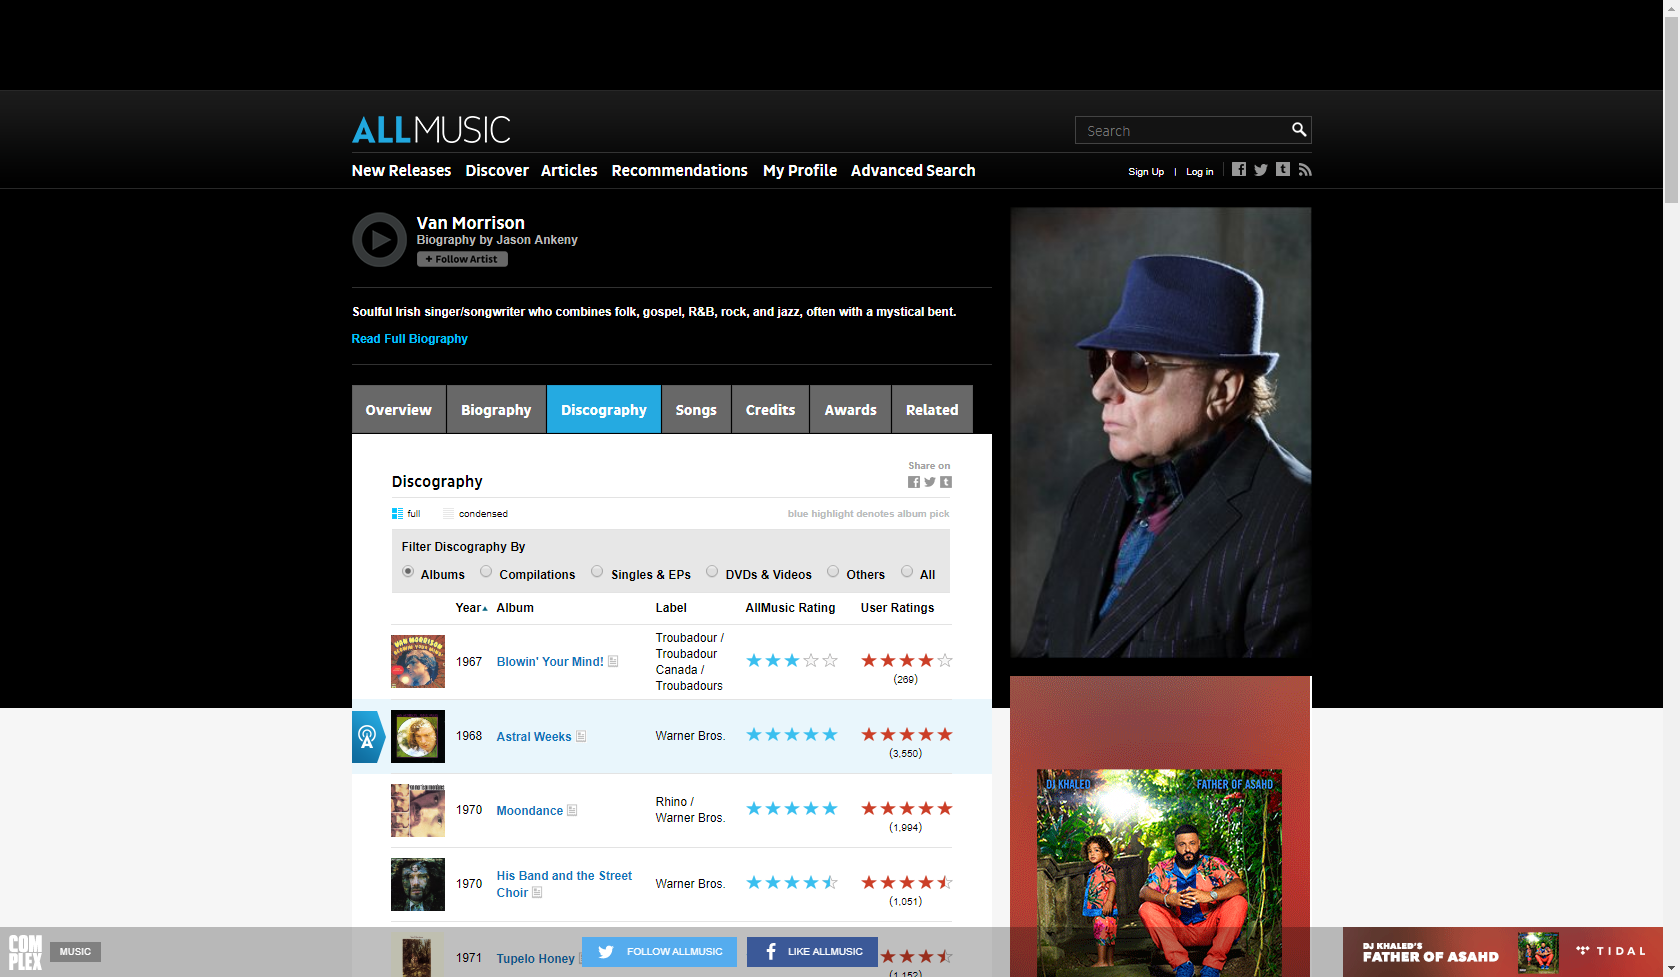 ALLMUSIC
Search
New Releases Discover Articles Recommendations My Profile Advanced Search
Sign Up | Log in
Van Morrison
Biography by Jason Ankeny
+ Follow Artist
Soulful Irish singer/songwriter who combines folk, gospel, R&B, rock, and jazz, often with a mystical bent.
Read Full Biography
Overview Biography Discography Songs Credits Awards Related
Share on
Discography
full condensed blue highlight denotes album pick
Filter Discography By
Albums Compilations Singles & EPs DVDs & Videos Others All
Year Album Label AllMusic Rating User Ratings
VAN MORRISON
BLOWIN' YOUR MIND!
1967 Blowin' Your Mind!
Troubadour /
Troubadour
Canada /
Troubadours
(269)
1968 Astral Weeks Warner Bros.
(3,550)
1970 Moondance
Rhino /
Warner Bros.
(1,994)
1970 His Band and the Street
Choir
Warner Bros.
(1,051)
1971 Tupelo Honey
(1,152)
DJ KHALED FATHER OF ASAHD
COMPLEX
MUSIC
FOLLOW ALLMUSIC
LIKE ALLMUSIC
DJ KHALED'S
FATHER OF ASAHD
TIDAL